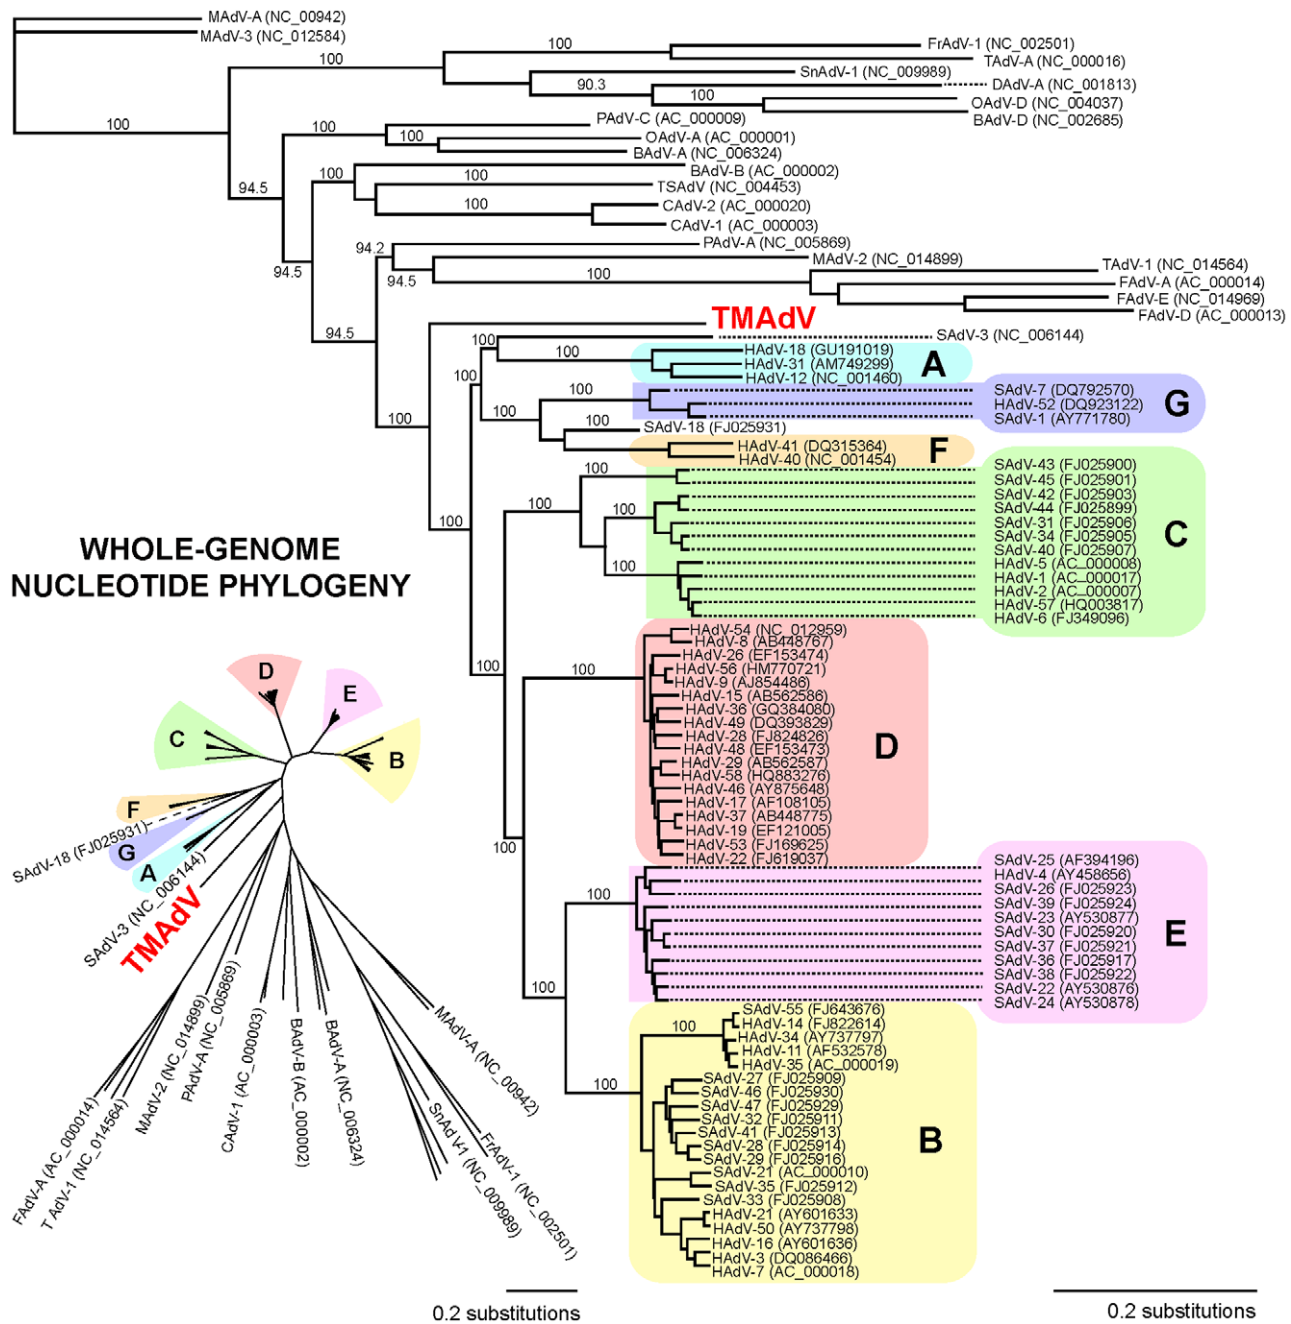 MAdV-A (NC_00942)
MAdV-3 (NC_012584)
100
FrAdV-1 (NC_002501)
100
TAdV-A (NC_000016)
SnAdV-1 (NC_009989)
90.3
DAdV-A (NC_001813)
100
OAdV-D (NC_004037)
BAdV-D (NC_002685)
100
100
PAdV-C (AC_000009)
100
OAdV-A (AC_000001)
BAdV-A (NC_006324)
94.5
100
BAdV-B (AC_000002)
100
TSAdV (NC_004453)
100
CAdV-2 (AC_000020)
CAdV-1 (AC_000003)
94.5
94.2
PAdV-A (NC_005869)
94.5
MAdV-2 (NC_014899)
100
TAdV-1 (NC_014564)
FAdV-A (AC_000014)
FAdV-E (NC_014969)
FAdV-D (AC_000013)
94.5
TMAdV
SAdV-3 (NC_006144)
100
100
HAdV-18 (GU191019)
HAdV-31 (AM749299)
HAdV-12 (NC_001460)
A
100
100
100
SAdV-7 (DQ792570)
HAdV-52 (DQ923122)
SAdV-1 (AY771780)
G
100
SAdV-18 (FJ025931)
HAdV-41 (DQ315364)
HAdV-40 (NC_001454)
F
100
100
100
100
100
SAdV-43 (FJ025900)
SAdV-45 (FJ025901)
SAdV-42 (FJ025903)
SAdV-44 (FJ025899)
SAdV-31 (FJ025906)
SAdV-34 (FJ025905)
SAdV-40 (FJ025907)
HAdV-5 (AC_000008)
HAdV-1 (AC_000017)
HAdV-2 (AC_000007)
HAdV-57 (HQ003817)
HAdV-6 (FJ349096)
C
WHOLE-GENOME
NUCLEOTIDE PHYLOGENY
100
100
HAdV-54 (NC_012959)
HAdV-8 (AB448767)
HAdV-26 (EF153474)
HAdV-56 (HM770721)
HAdV-9 (AJ854486)
HAdV-15 (AB562586)
HAdV-36 (GQ384080)
HAdV-49 (DQ393829)
HAdV-28 (FJ824826)
HAdV-48 (EF153473)
HAdV-29 (AB562587)
HAdV-58 (HQ883276)
HAdV-46 (AY875648)
HAdV-17 (AF108105)
HAdV-37 (AB448775)
HAdV-19 (EF121005)
HAdV-53 (FJ169625)
HAdV-22 (FJ619037)
D
100
100
100
SAdV-25 (AF394196)
HAdV-4 (AY458656)
SAdV-26 (FJ025923)
SAdV-39 (FJ025924)
SAdV-23 (AY530877)
SAdV-30 (FJ025920)
SAdV-37 (FJ025921)
SAdV-36 (FJ025917)
SAdV-38 (FJ025922)
SAdV-22 (AY530876)
SAdV-24 (AY530878)
E
100
100
SAdV-55 (FJ643676)
HAdV-14 (FJ822614)
HAdV-34 (AY737797)
HAdV-11 (AF532578)
HAdV-35 (AC_000019)
SAdV-27 (FJ025909)
SAdV-46 (FJ025930)
SAdV-47 (FJ025929)
SAdV-32 (FJ025911)
SAdV-41 (FJ025913)
SAdV-28 (FJ025914)
SAdV-29 (FJ025916)
SAdV-21 (AC_000010)
SAdV-35 (FJ025912)
SAdV-33 (FJ025908)
HAdV-21 (AY601633)
HAdV-50 (AY737798)
HAdV-16 (AY601636)
HAdV-3 (DQ086466)
HAdV-7 (AC_000018)
B
D
E
C
B
F
SAdV-18 (FJ025931)
G
A
SAdV-3 (NC_006144)
TMAdV
FAdV-A (AC_000014)
T AdV-1 (NC_014564)
MAdV-2 (NC_014899)
PAdV-A (NC_005869)
CAdV-1 (AC_000003)
BAdV-B (AC_000002)
BAdV-A (NC_006324)
SnAd V-1 (NC_009989)
FrAdV-1 (NC_002501)
MAdV-A (NC_00942)
0.2 substitutions
0.2 substitutions